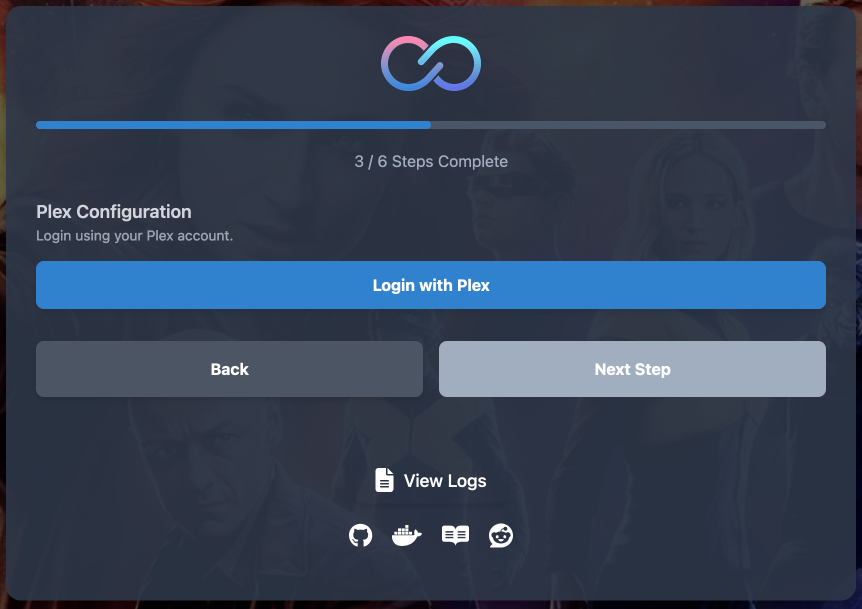 3 / 6 Steps Complete
Plex Configuration
Login using your Plex account.
Login with Plex
Back
Next Step
View Logs